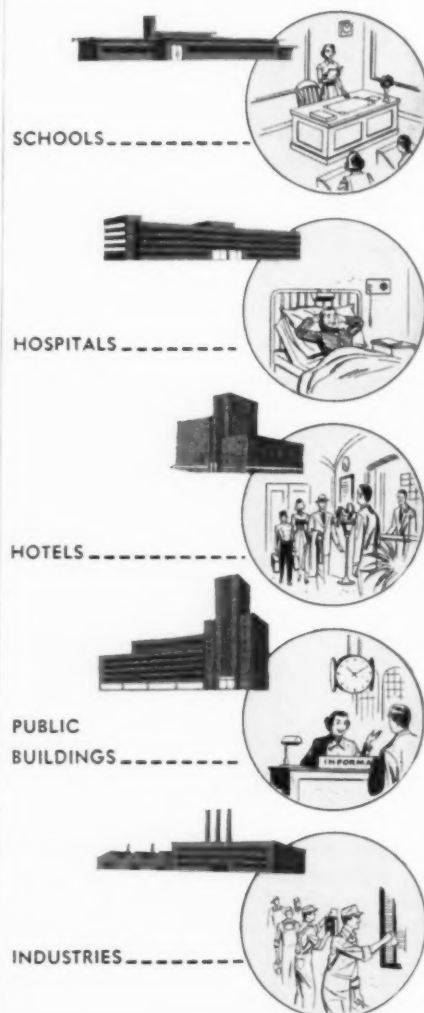 SCHOOLS
HOSPITALS
HOTELS
PUBLIC
BUILDINGS
INFORMA
INDUSTRIES